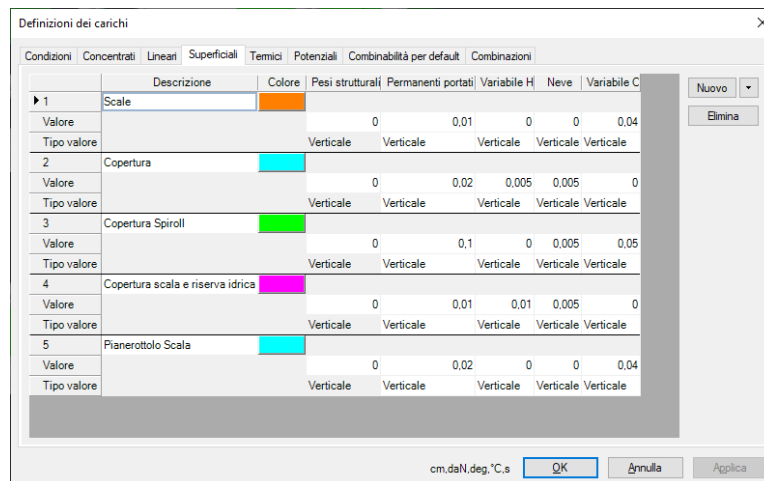 Definizioni dei carichi
Condizioni Concentrati Lineari Superficiali Termici Potenziali Combinabilità per default Combinazioni
Descrizione Colore Pesi strutturali Permanenti portati Variabile H Neve Variabile C
1 Scale
Valore 0 0,01 0 0 0,04
Tipo valore Verticale Verticale Verticale Verticale Verticale
2 Copertura
Valore 0 0,02 0,005 0,005 0
Tipo valore Verticale Verticale Verticale Verticale Verticale
3 Copertura Spiroll
Valore 0 0,1 0 0,005 0,05
Tipo valore Verticale Verticale Verticale Verticale Verticale
4 Copertura scala e riserva idrica
Valore 0 0,01 0,01 0,005 0
Tipo valore Verticale Verticale Verticale Verticale Verticale
5 Pianerottolo Scala
Valore 0 0,02 0 0 0,04
Tipo valore Verticale Verticale Verticale Verticale Verticale
Nuovo
Elimina
cm,daN,deg,°C,s OK Annulla Applica